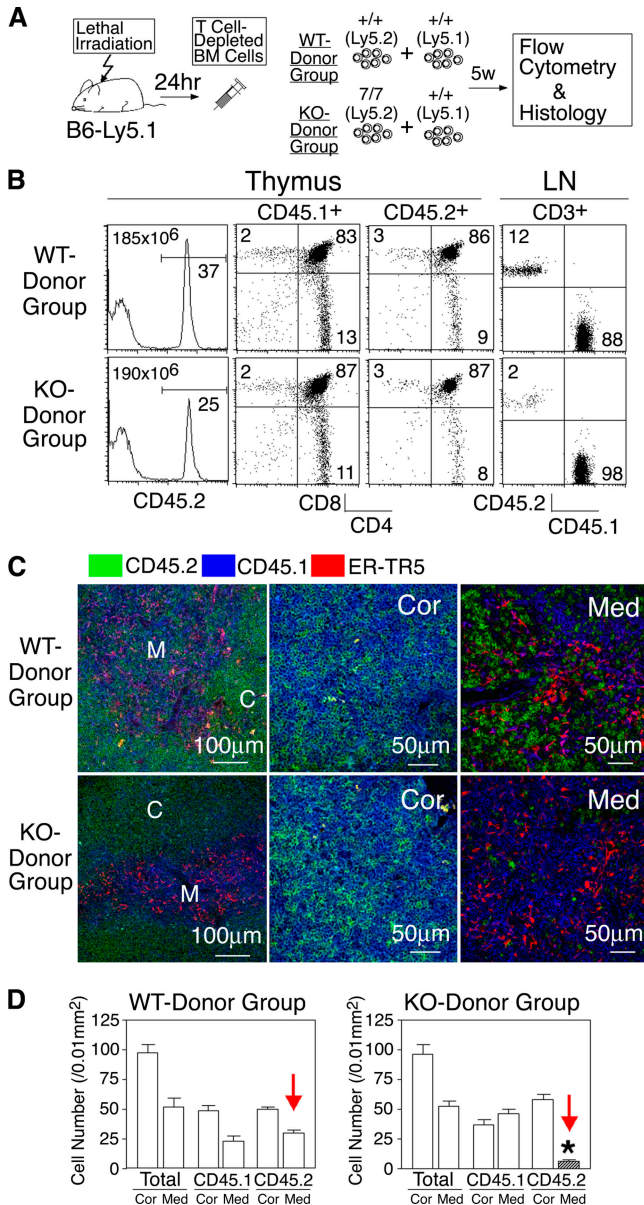 A
Lethal
Irradiation
24hr
B6-Ly5.1
T Cell-
Depleted
BM Cells
WT-
Donor
Group
+/+
(Ly5.2)
+
+/+
(Ly5.1)
KO-
Donor
Group
7/7
(Ly5.2)
+
+/+
(Ly5.1)
5w
Flow
Cytometry
&
Histology
B
Thymus
LN
CD45.1+
CD45.2+
CD3+
WT-
Donor
Group
185x10⁶
37
2
83
13
3
86
9
12
88
KO-
Donor
Group
190x10⁶
25
2
87
11
3
87
8
2
98
CD45.2
CD8
CD4
CD45.2
CD45.1
C
CD45.2
CD45.1
ER-TR5
WT-
Donor
Group
M
C
100µm
Cor
50µm
Med
50µm
KO-
Donor
Group
C
M
100µm
Cor
50µm
Med
50µm
D
WT-Donor Group
Cell Number (/0.01mm²)
125
100
75
50
25
0
Total
CD45.1
CD45.2
Cor Med
Cor Med
Cor Med
KO-Donor Group
Cell Number (/0.01mm²)
125
100
75
50
25
0
*
Total
CD45.1
CD45.2
Cor Med
Cor Med
Cor Med